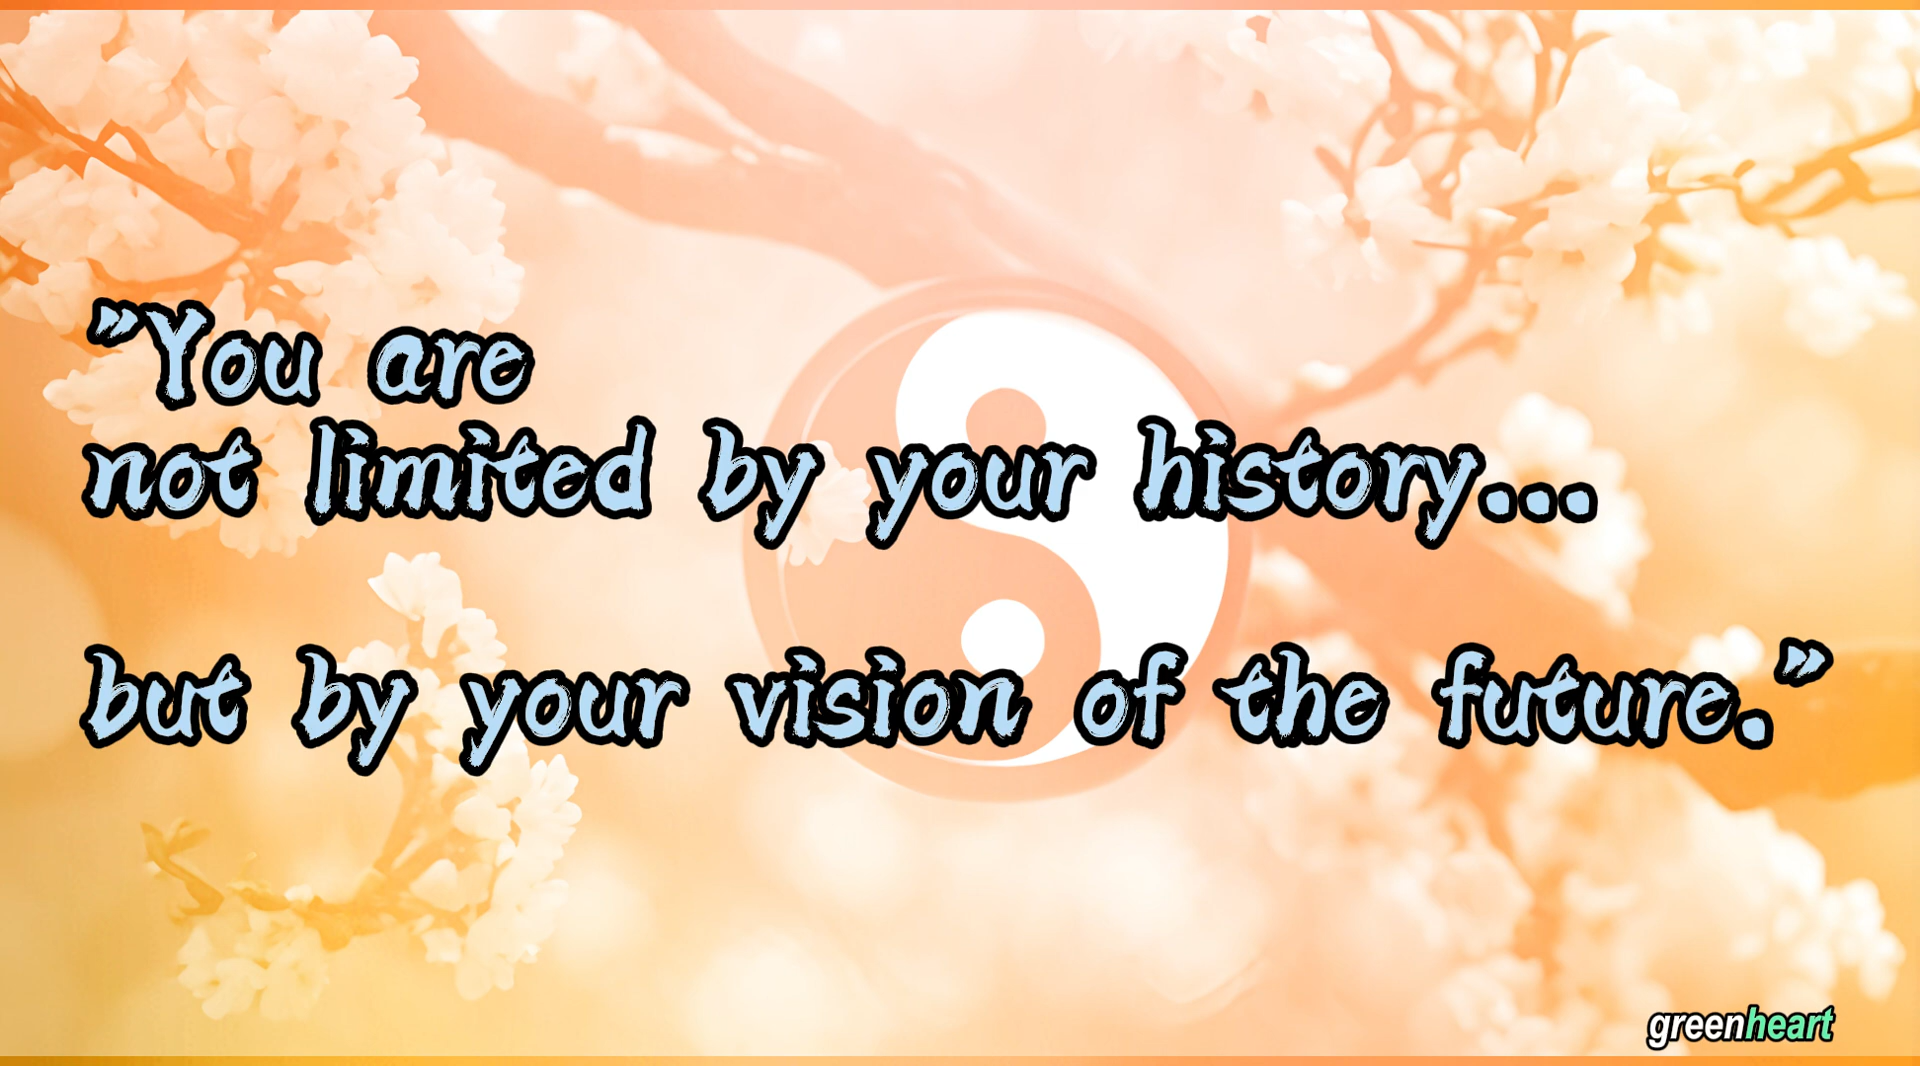 "You are
not limited by your history...
but by your vision of the future."
greenheart